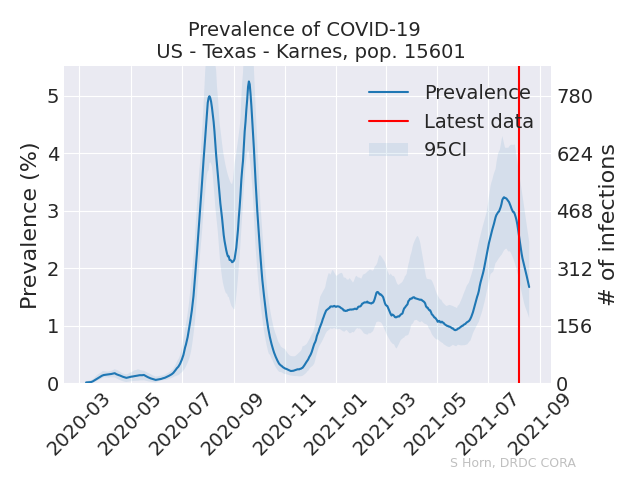 Prevalence of COVID-19
US - Texas - Karnes, pop. 15601
Prevalence
Latest data
95CI
Prevalence (%)
5
4
3
2
1
0
780
624
468
312
156
0
# of infections
2020-03
2020-05
2020-07
2020-09
2020-11
2021-01
2021-03
2021-05
2021-07
2021-09
S Horn, DRDC CORA